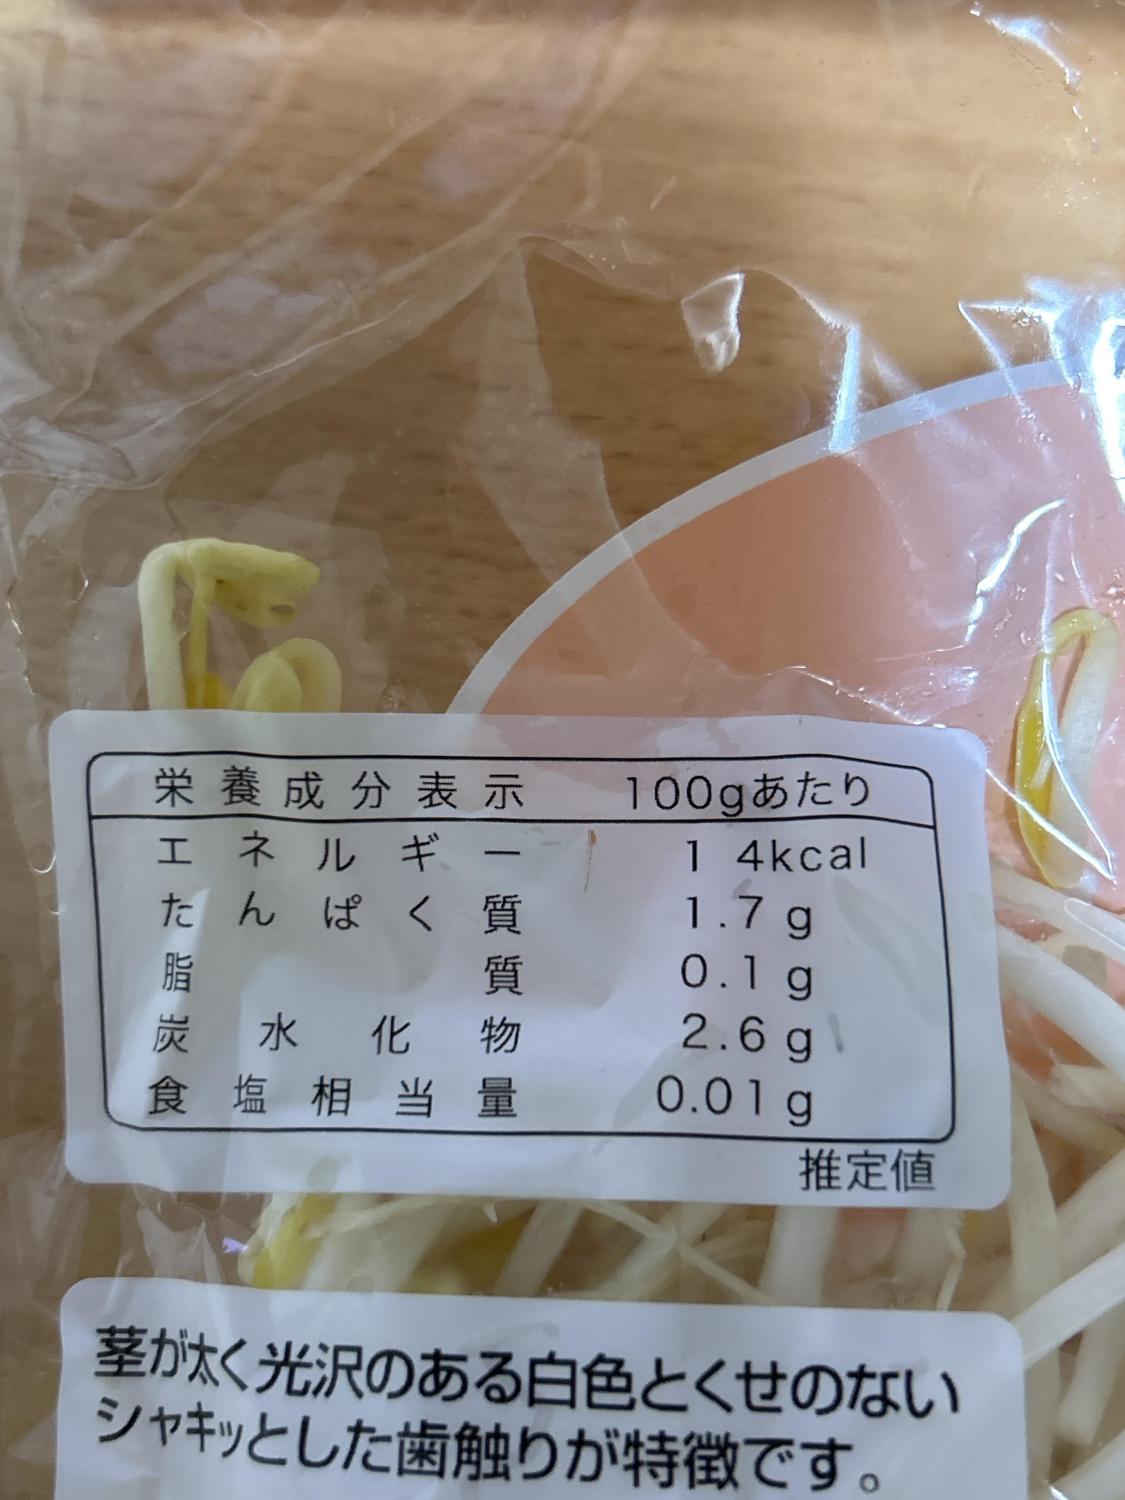 栄養成分表示 100gあたり
エネルギー 14kcal
たんぱく質 1.7g
脂質 0.1g
炭水化物 2.6g
食塩相当量 0.01g
推定値
茎が太く光沢のある白色とくせのない
シャキッとした歯触りが特徴です。